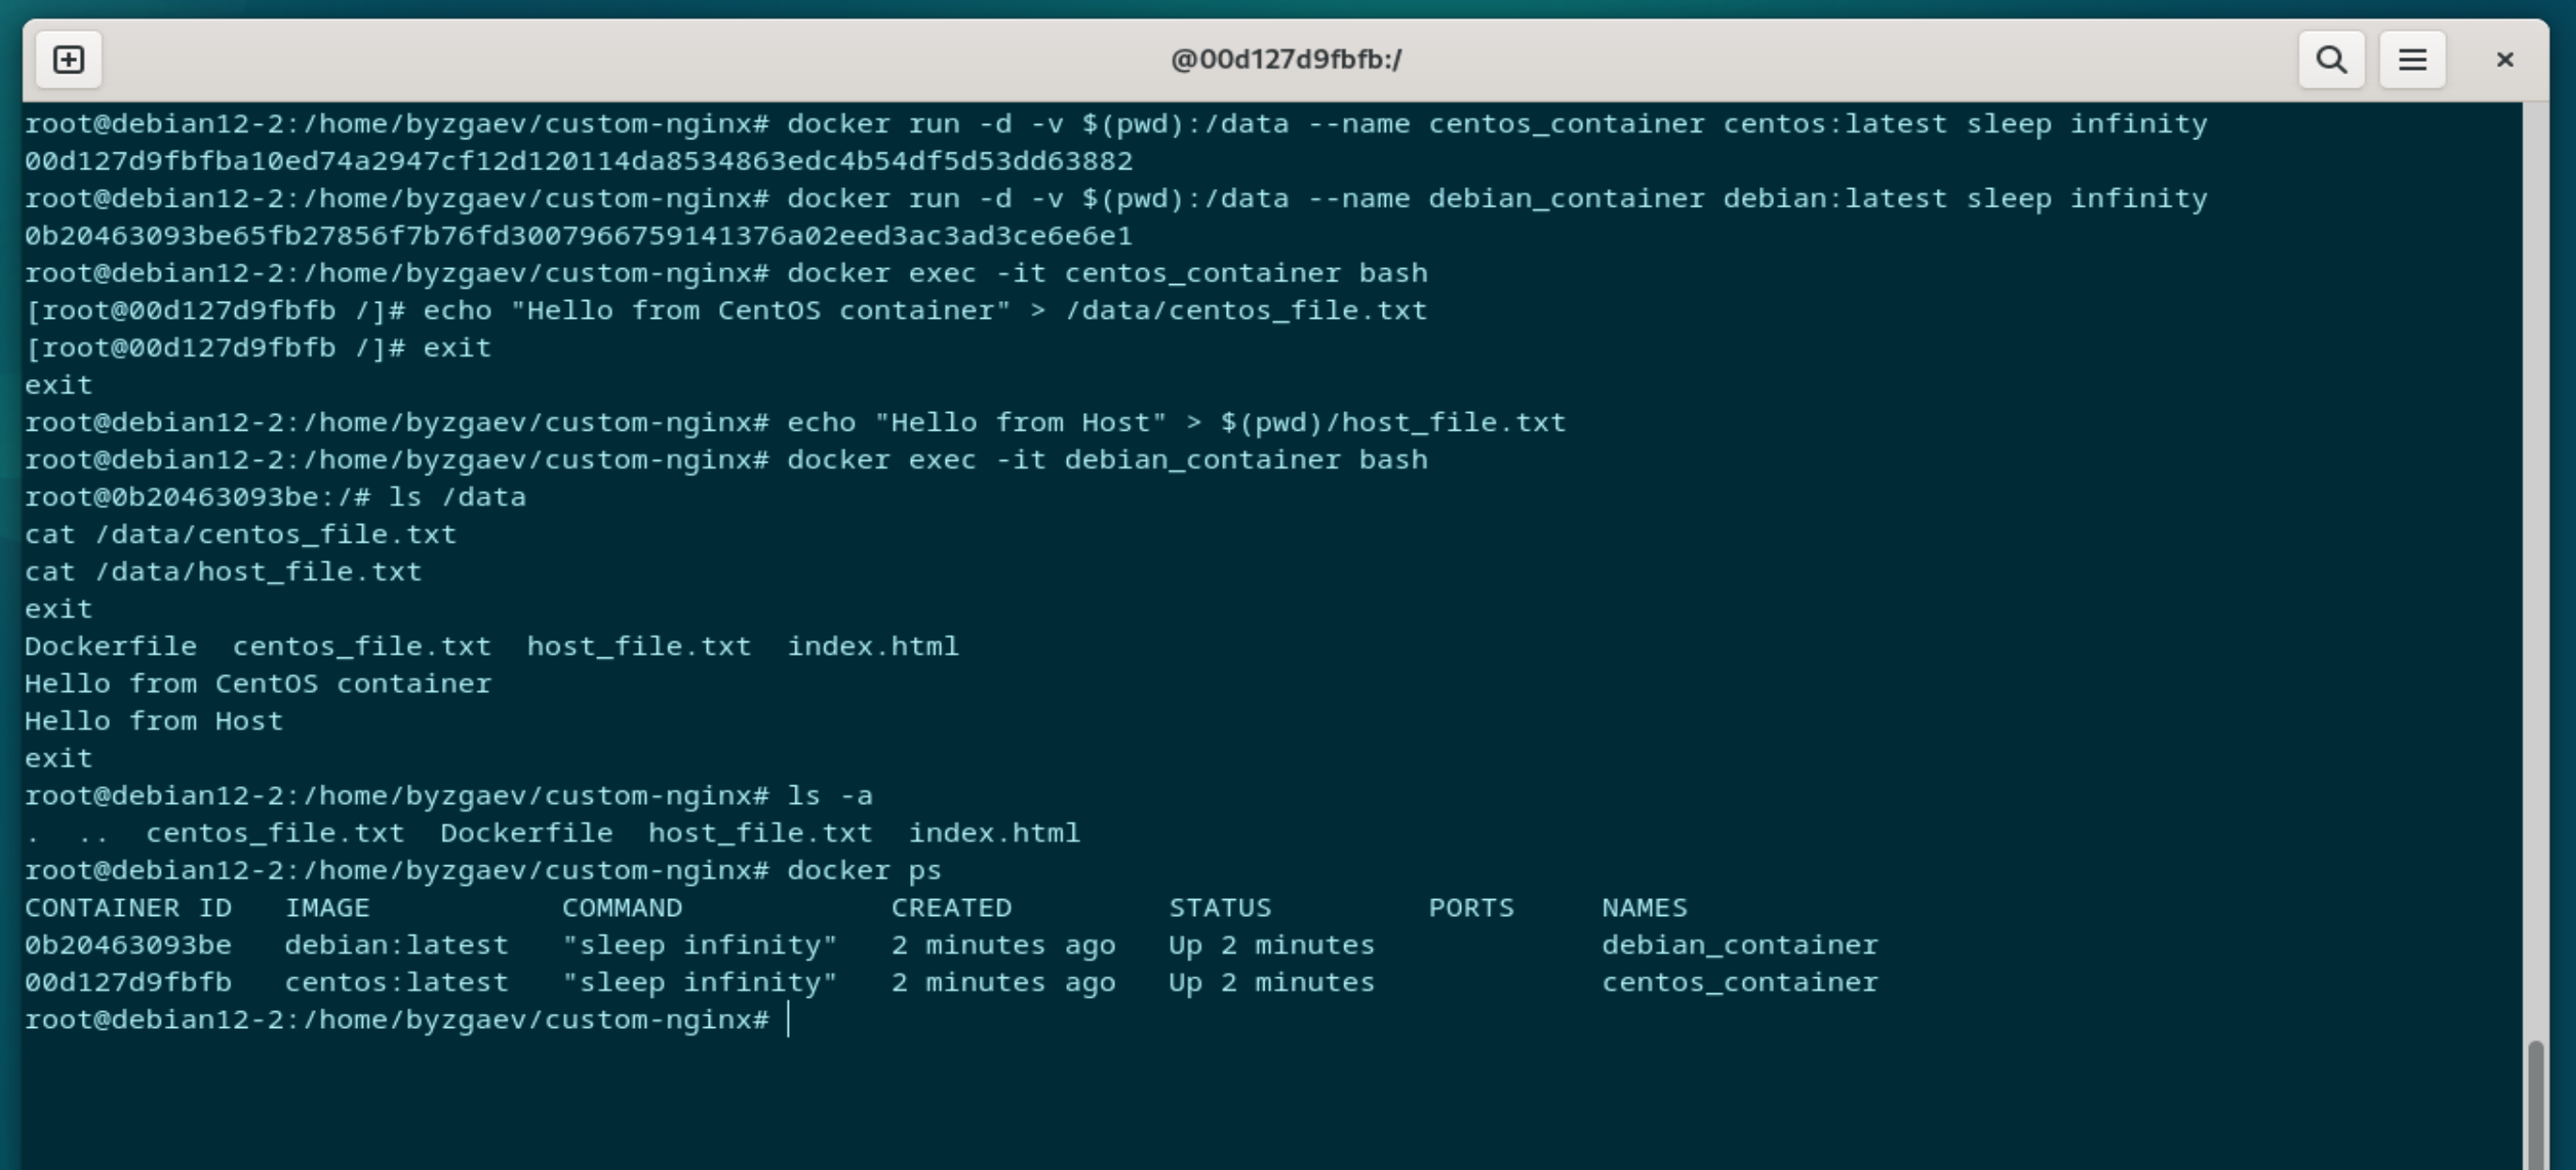 @00d127d9fbfb:/
root@debian12-2:/home/byzgaev/custom-nginx# docker run -d -v $(pwd):/data --name centos_container centos:latest sleep infinity
00d127d9fbfba10ed74a2947cf12d120114da8534863edc4b54df5d53dd63882
root@debian12-2:/home/byzgaev/custom-nginx# docker run -d -v $(pwd):/data --name debian_container debian:latest sleep infinity
0b20463093be65fb27856f7b76fd3007966759141376a02eed3ac3ad3ce6e6e1
root@debian12-2:/home/byzgaev/custom-nginx# docker exec -it centos_container bash
[root@00d127d9fbfb /]# echo "Hello from CentOS container" > /data/centos_file.txt
[root@00d127d9fbfb /]# exit
exit
root@debian12-2:/home/byzgaev/custom-nginx# echo "Hello from Host" > $(pwd)/host_file.txt
root@debian12-2:/home/byzgaev/custom-nginx# docker exec -it debian_container bash
root@0b20463093be:/# ls /data
cat /data/centos_file.txt
cat /data/host_file.txt
exit
Dockerfile  centos_file.txt  host_file.txt  index.html
Hello from CentOS container
Hello from Host
exit
root@debian12-2:/home/byzgaev/custom-nginx# ls -a
.  ..  centos_file.txt  Dockerfile  host_file.txt  index.html
root@debian12-2:/home/byzgaev/custom-nginx# docker ps
CONTAINER ID   IMAGE           COMMAND            CREATED         STATUS         PORTS     NAMES
0b20463093be   debian:latest   "sleep infinity"   2 minutes ago   Up 2 minutes             debian_container
00d127d9fbfb   centos:latest   "sleep infinity"   2 minutes ago   Up 2 minutes             centos_container
root@debian12-2:/home/byzgaev/custom-nginx#